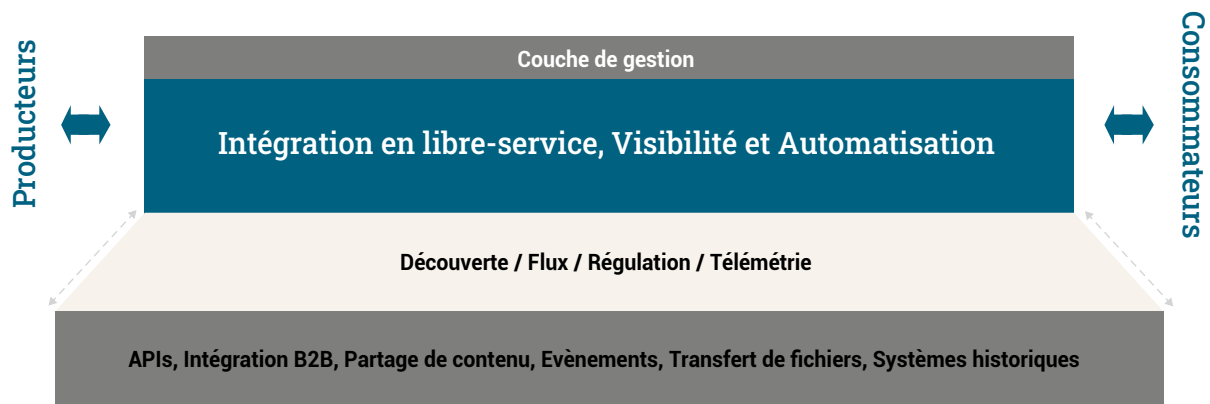 Producteurs
Couche de gestion
Intégration en libre-service, Visibilité et Automatisation
Consommateurs
Découverte / Flux / Régulation / Télémétrie
APIs, Intégration B2B, Partage de contenu, Evènements, Transfert de fichiers, Systèmes historiques